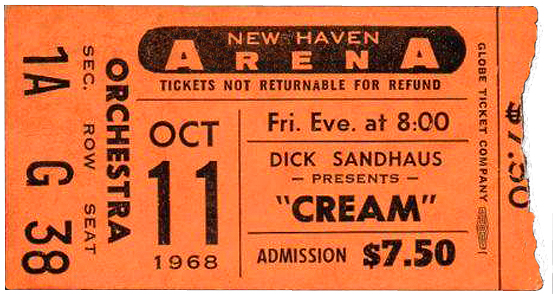 1A G 38
SEC. ROW SEAT
ORCHESTRA
NEW HAVEN
ARENA
TICKETS NOT RETURNABLE FOR REFUND
OCT
11
1968
Fri. Eve. at 8:00
DICK SANDHAUS
— PRESENTS —
"CREAM"
ADMISSION $7.50
GLOBE TICKET COMPANY
$7.50